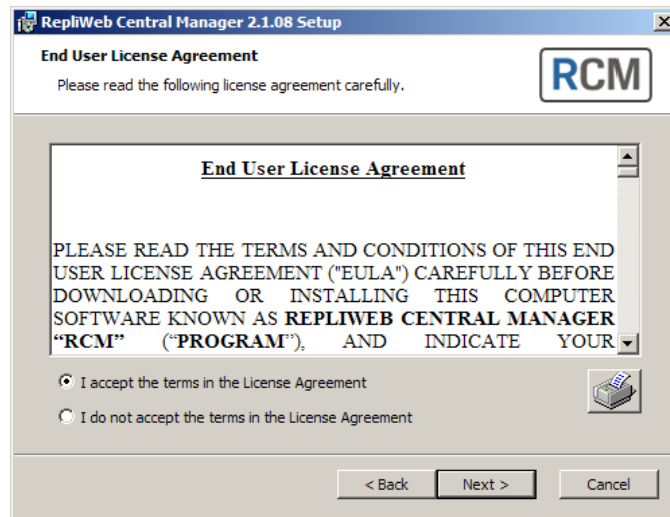 RepliWeb Central Manager 2.1.08 Setup
End User License Agreement
Please read the following license agreement carefully.
RCM
End User License Agreement
PLEASE READ THE TERMS AND CONDITIONS OF THIS END
USER LICENSE AGREEMENT ("EULA") CAREFULLY BEFORE
DOWNLOADING OR INSTALLING THIS COMPUTER
SOFTWARE KNOWN AS REPLIWEB CENTRAL MANAGER
“RCM” (“PROGRAM”), AND INDICATE YOUR
I accept the terms in the License Agreement
I do not accept the terms in the License Agreement
< Back Next > Cancel